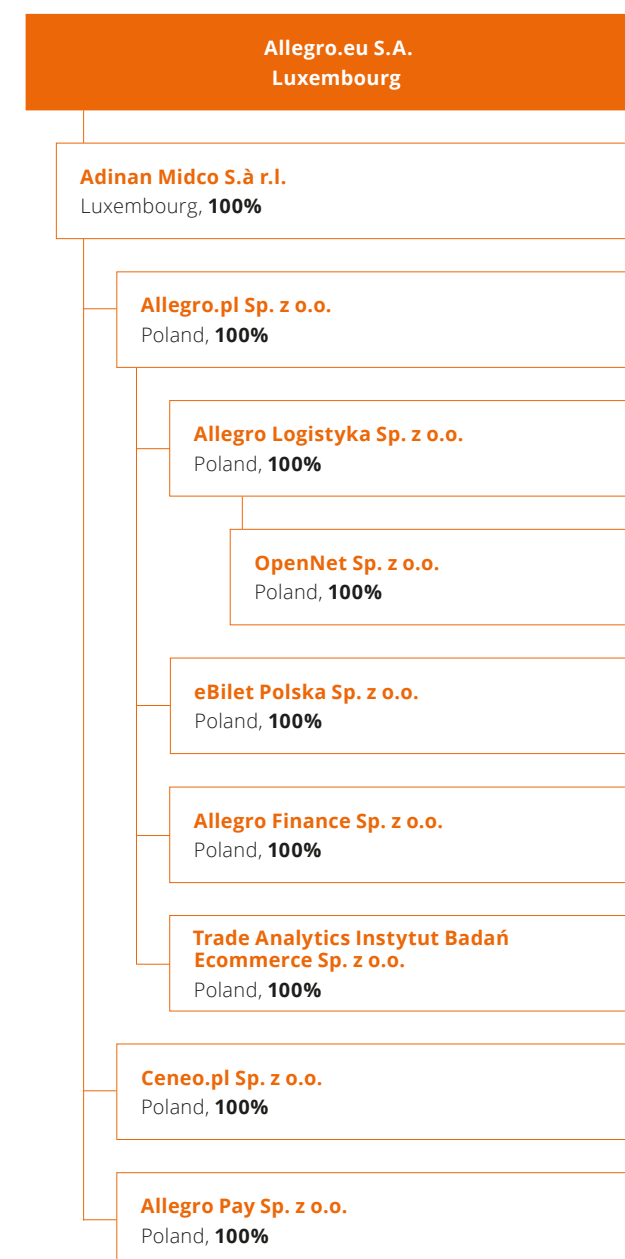 Allegro.eu S.A.
Luxembourg
Adinan Midco S.à r.l.
Luxembourg, 100%
Allegro.pl Sp. z o.o.
Poland, 100%
Allegro Logistyka Sp. z o.o.
Poland, 100%
OpenNet Sp. z o.o.
Poland, 100%
eBilet Polska Sp. z o.o.
Poland, 100%
Allegro Finance Sp. z o.o.
Poland, 100%
Trade Analytics Instytut Badań
Ecommerce Sp. z o.o.
Poland, 100%
Ceneo.pl Sp. z o.o.
Poland, 100%
Allegro Pay Sp. z o.o.
Poland, 100%